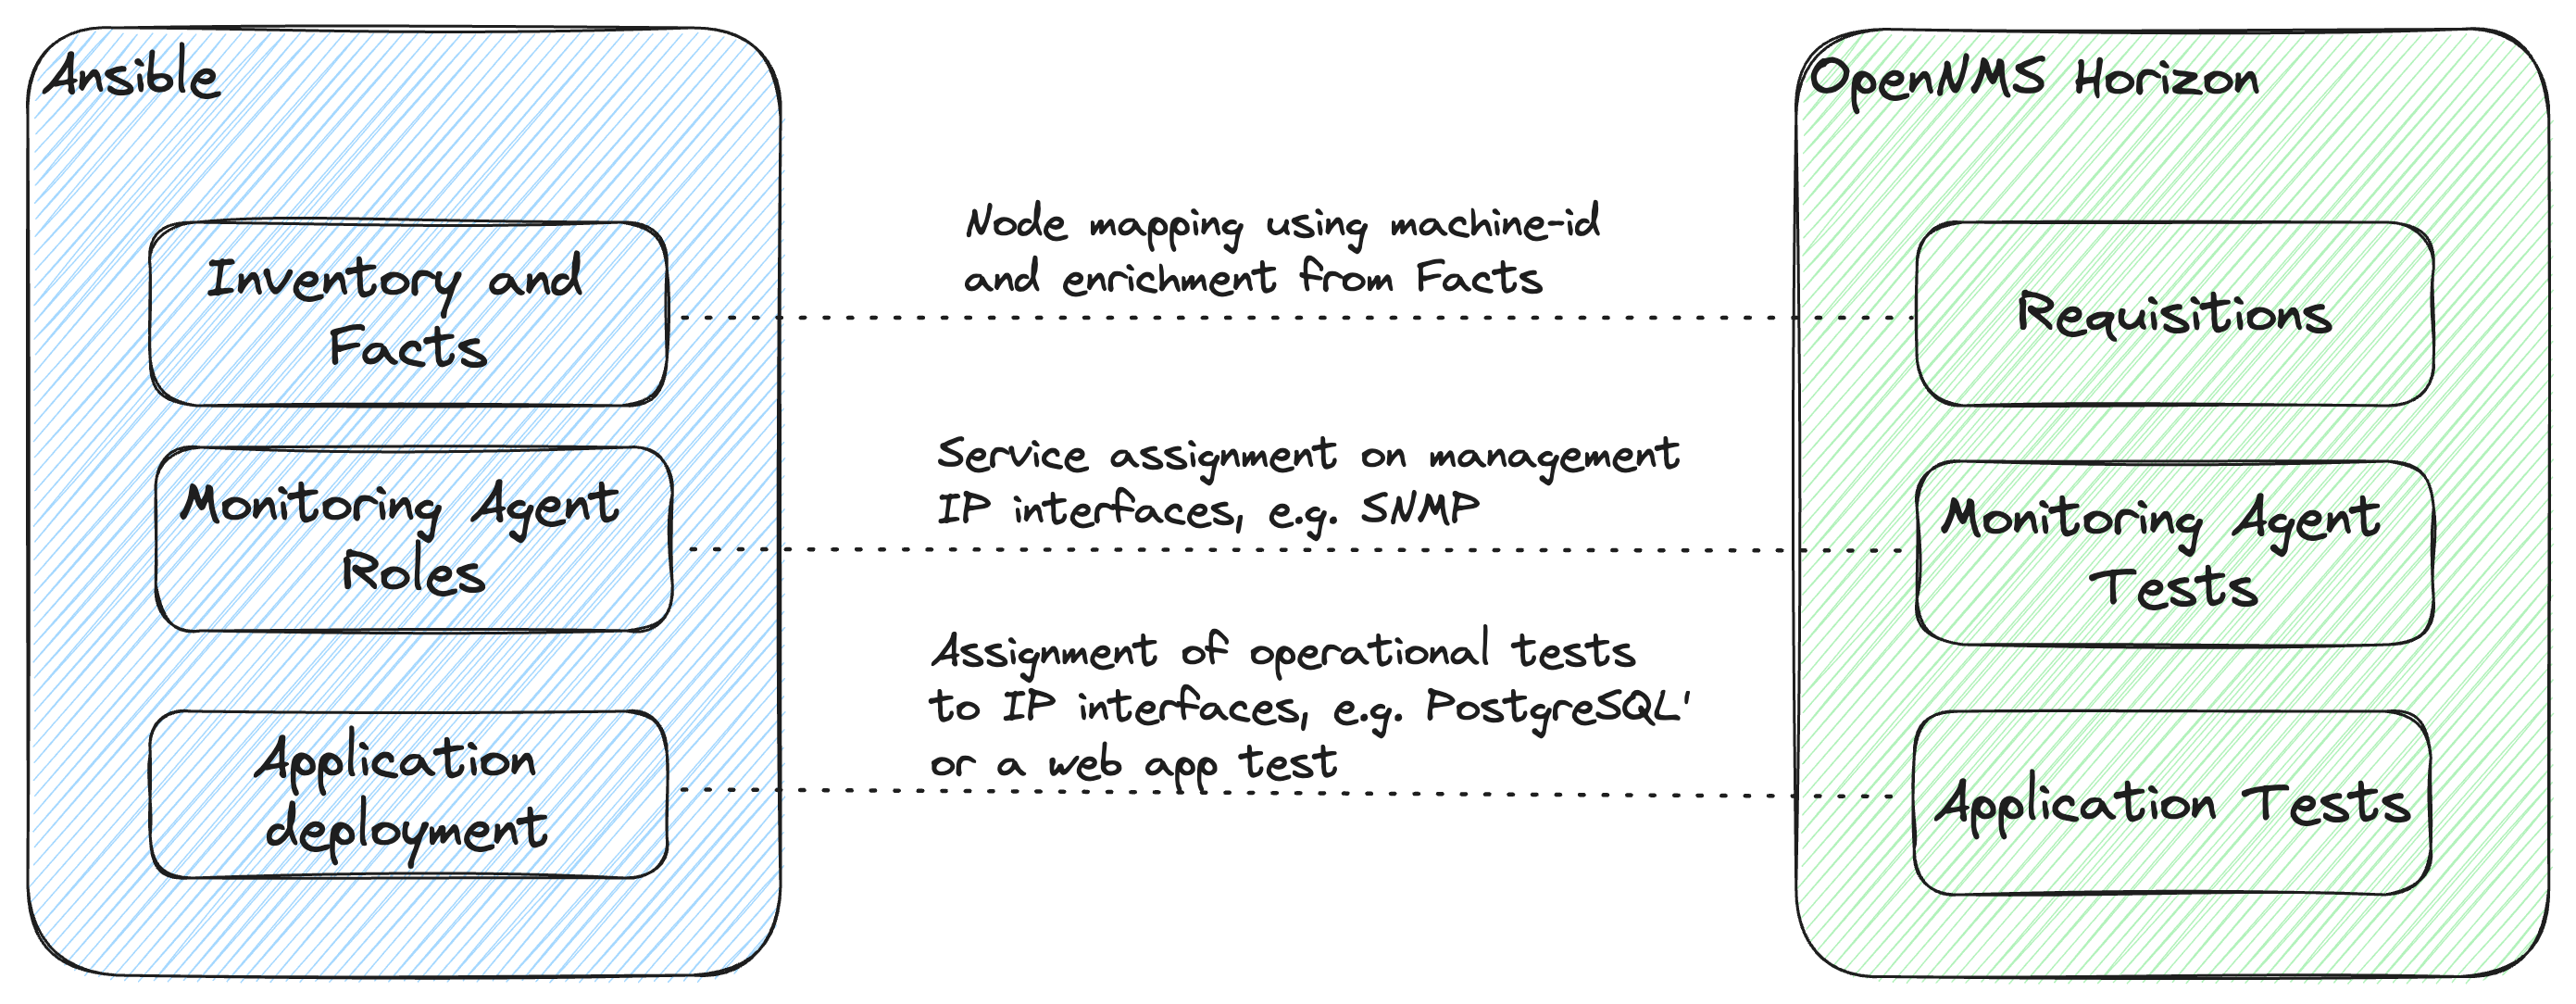 Ansible
Inventory and
Facts
Monitoring Agent
Roles
Application
deployment
Node mapping using machine-id
and enrichment from Facts
Service assignment on management
IP interfaces, e.g. SNMP
Assignment of operational tests
to IP interfaces, e.g. PostgreSQL'
or a web app test
OpenNMS Horizon
Requisitions
Monitoring Agent
Tests
Application Tests